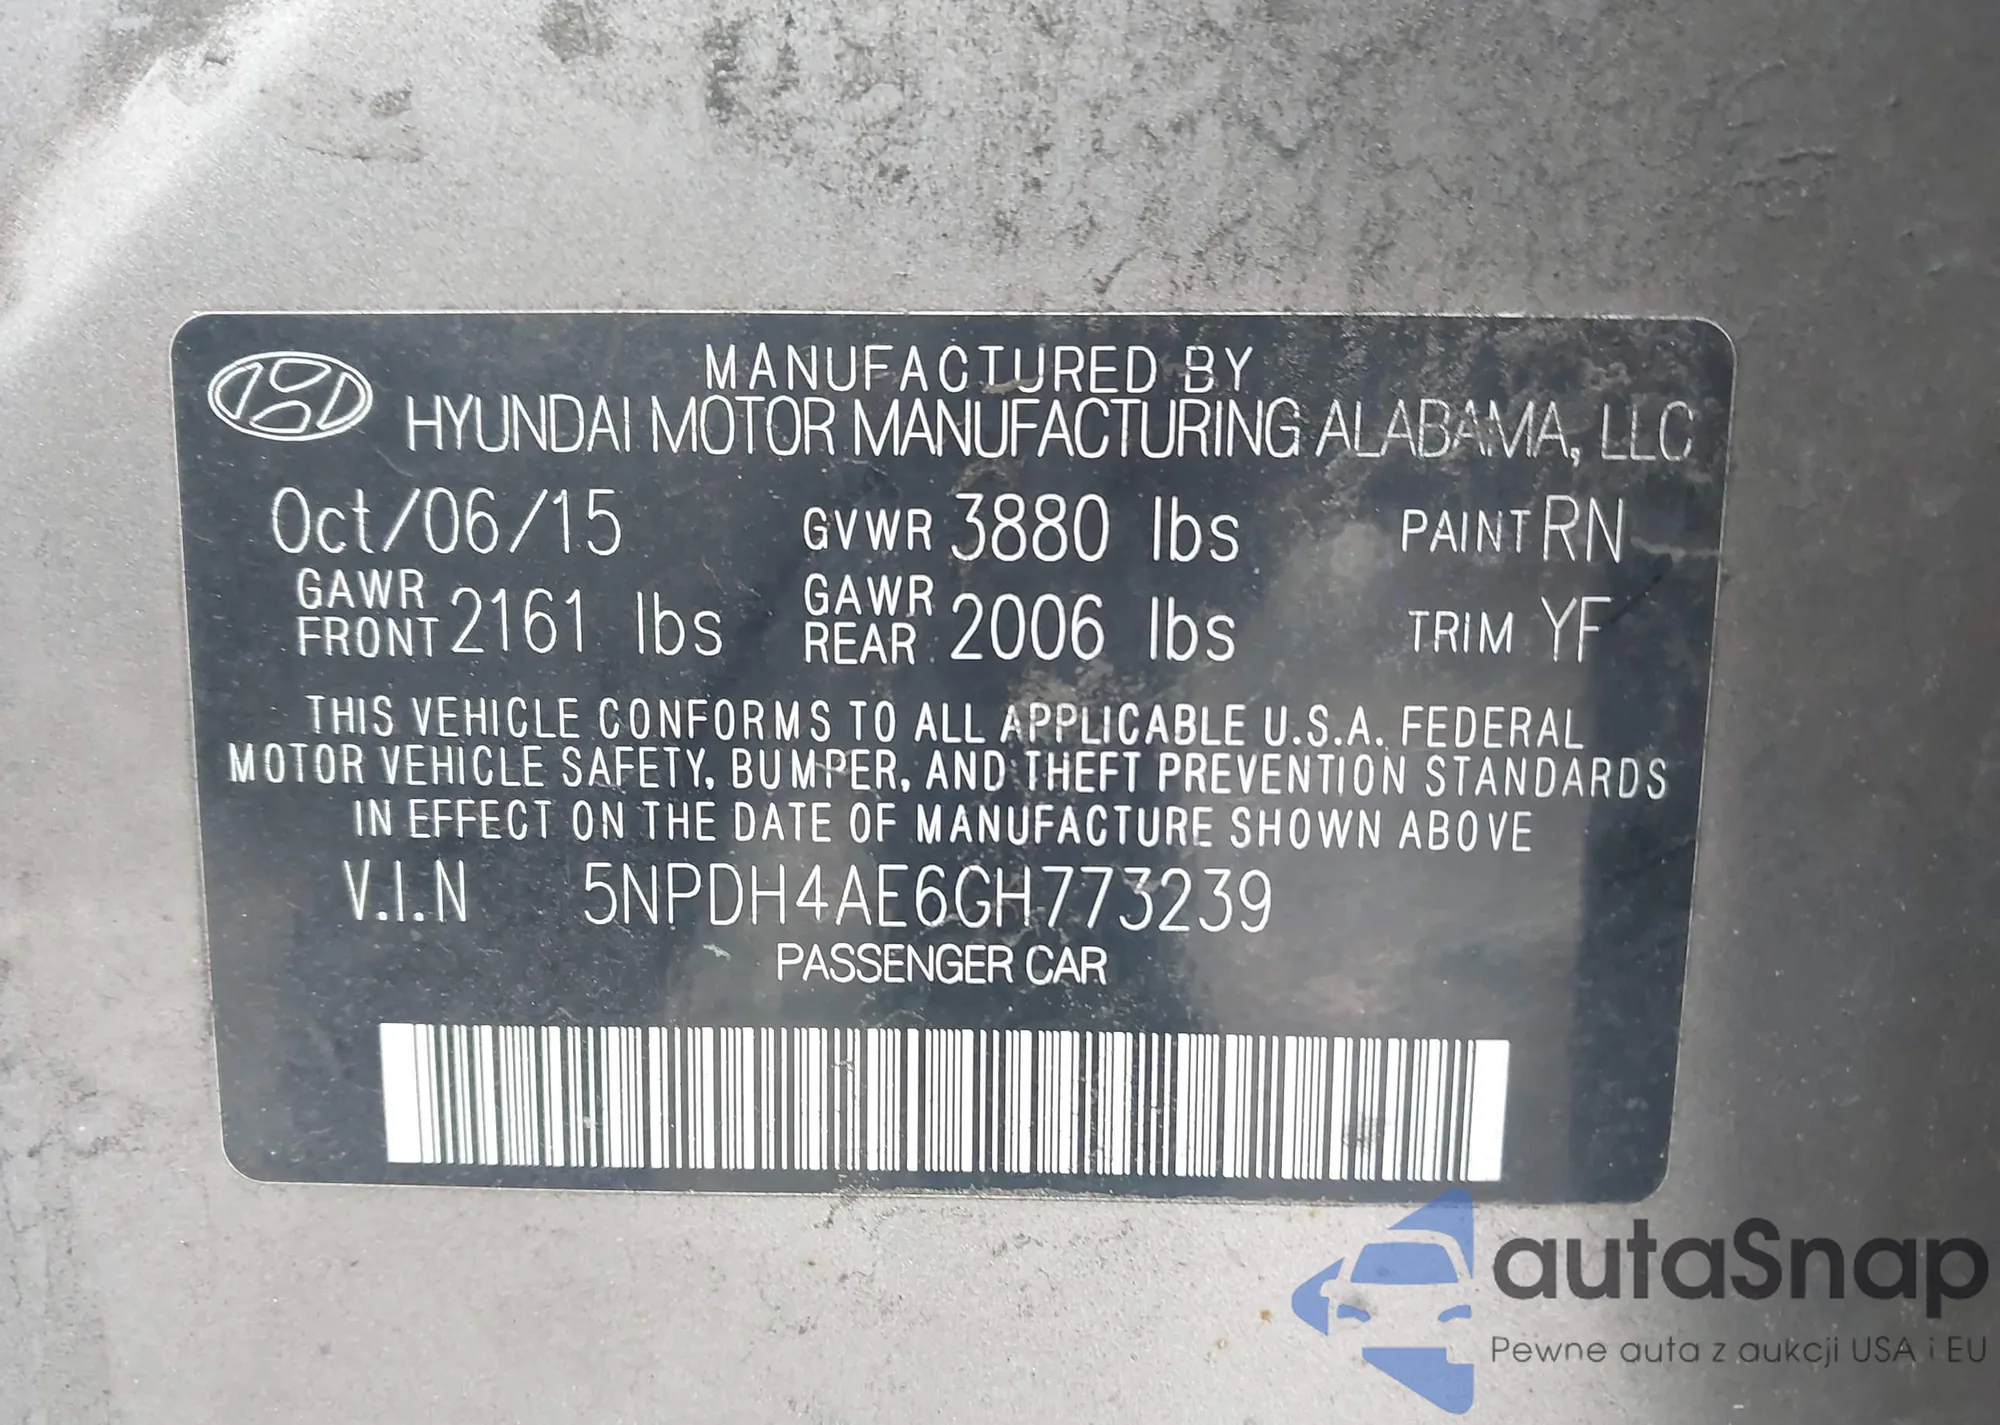 MANUFACTURED BY
HYUNDAI MOTOR MANUFACTURING ALABAMA, LLC
Oct/06/15 GVWR 3880 lbs PAINT RN
GAWR FRONT 2161 lbs GAWR REAR 2006 lbs TRIM YF
THIS VEHICLE CONFORMS TO ALL APPLICABLE U.S.A. FEDERAL
MOTOR VEHICLE SAFETY, BUMPER, AND THEFT PREVENTION STANDARDS
IN EFFECT ON THE DATE OF MANUFACTURE SHOWN ABOVE
V.I.N 5NPDH4AE6GH773239
PASSENGER CAR
autaSnap
Pewne auta z aukcji USA i EU